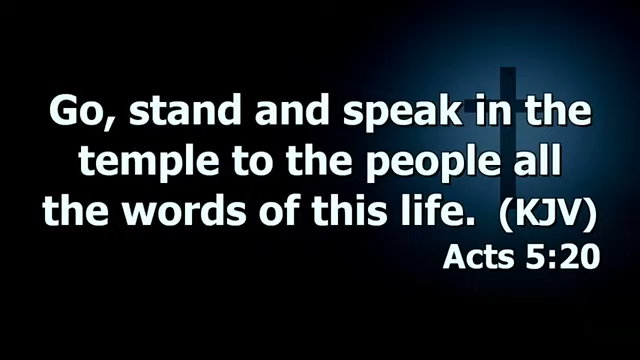 Go, stand and speak in the
temple to the people all
the words of this life. (KJV)
Acts 5:20